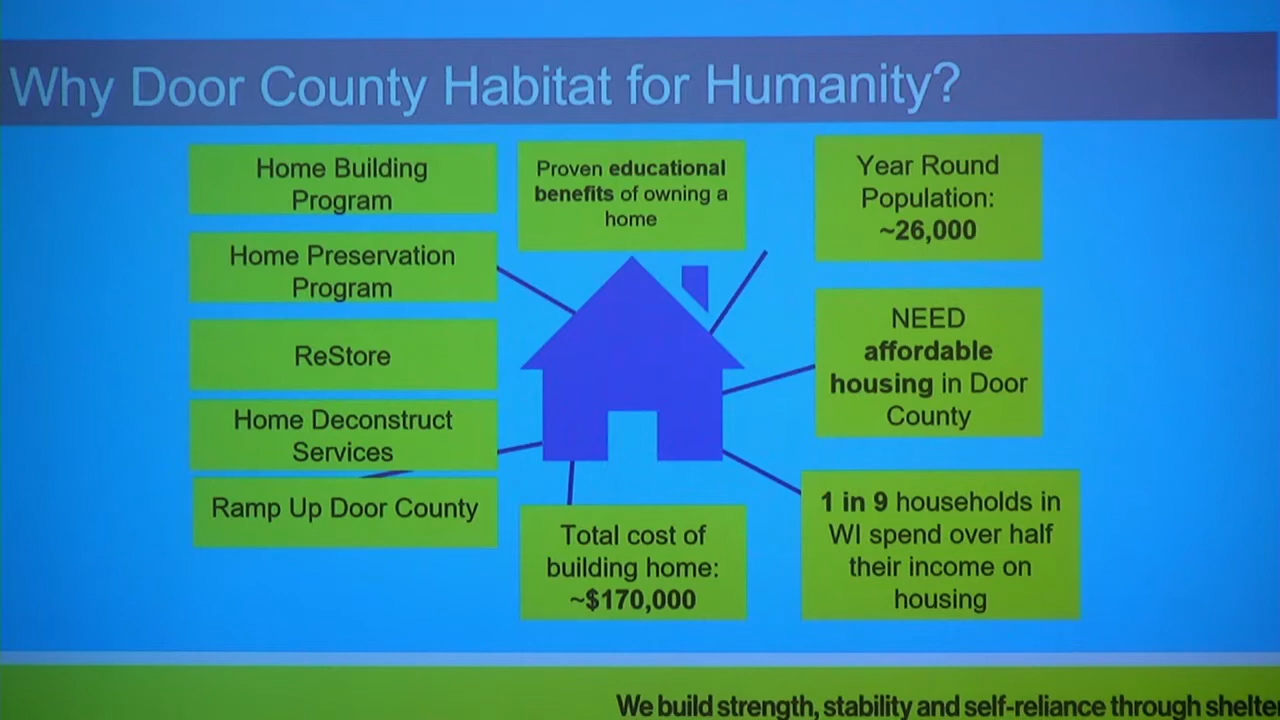 Why Door County Habitat for Humanity?
Home Building
Program
Home Preservation
Program
ReStore
Home Deconstruct
Services
Ramp Up Door County
Proven educational
benefits of owning a
home
Total cost of
building home:
~$170,000
Year Round
Population:
~26,000
NEED
affordable
housing in Door
County
1 in 9 households in
WI spend over half
their income on
housing
We build strength, stability and self-reliance through shelte